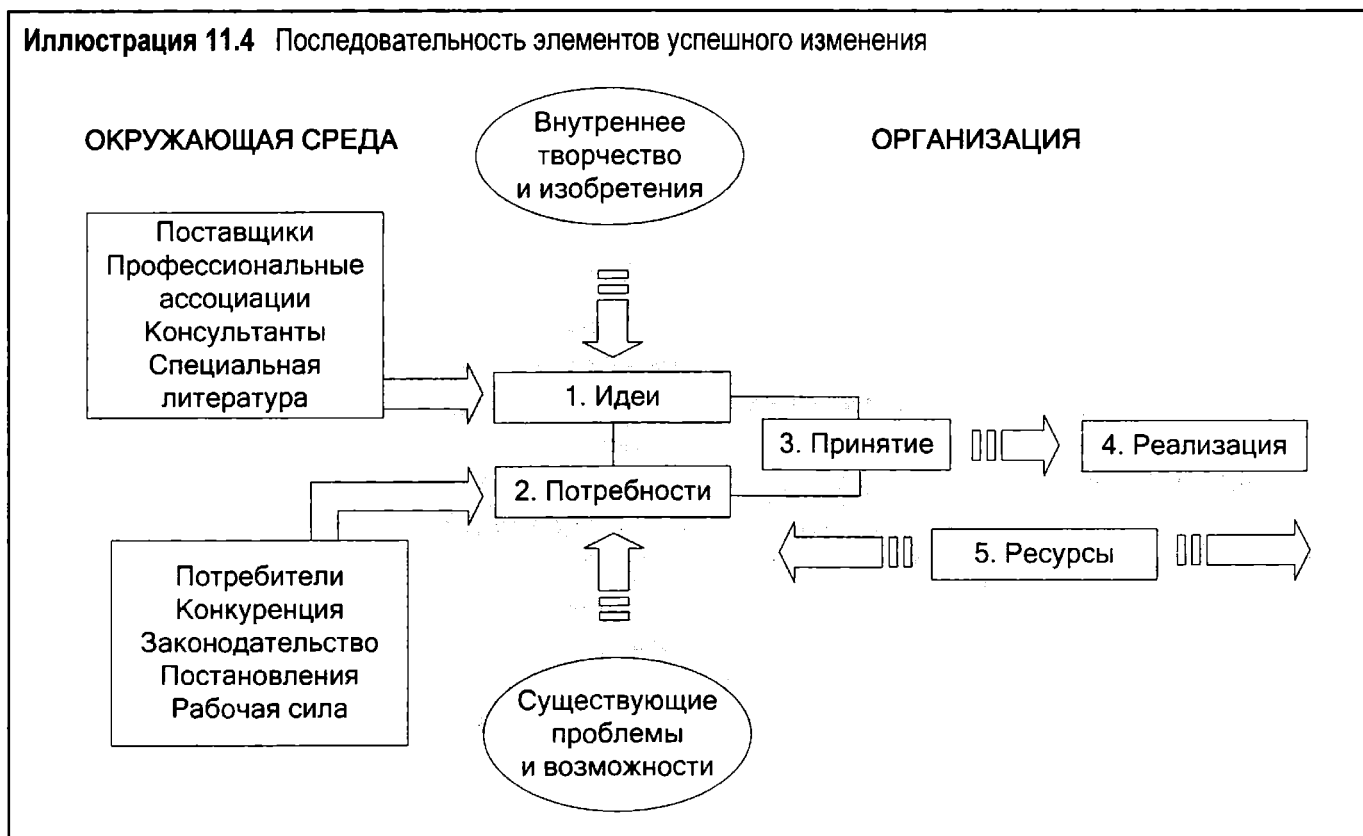 Иллюстрация 11.4 Последовательность элементов успешного изменения
ОКРУЖАЮЩАЯ СРЕДА
Внутреннее
творчество
и изобретения
ОРГАНИЗАЦИЯ
Поставщики
Профессиональные
ассоциации
Консультанты
Специальная
литература
1. Идеи
3. Принятие
4. Реализация
2. Потребности
5. Ресурсы
Потребители
Конкуренция
Законодательство
Постановления
Рабочая сила
Существующие
проблемы
и возможности